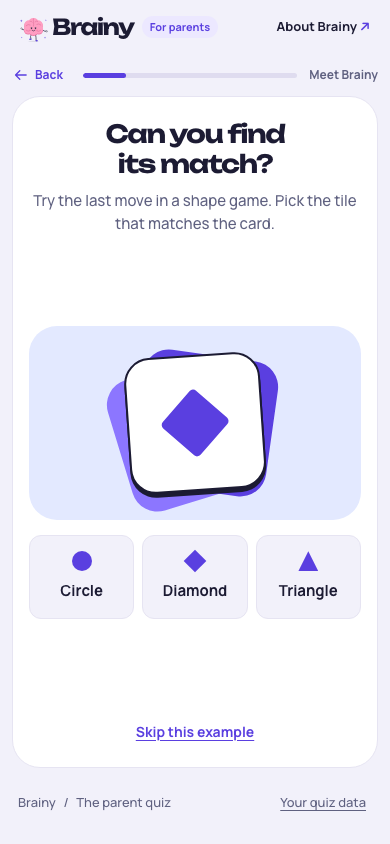 Brainy For parents About Brainy
Back Meet Brainy
Can you find
its match?
Try the last move in a shape game. Pick the tile
that matches the card.
Circle Diamond Triangle
Skip this example
Brainy / The parent quiz Your quiz data